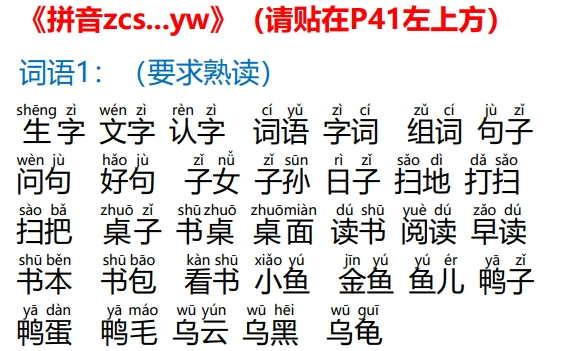 《拼音zcs...yw》（请贴在P41左上方）
词语1：（要求熟读）
shēng zì wén zì rèn zì cí yǔ zì cí zǔ cí jù zǐ
生字 文字 认字 词语 字词 组词 句子
wèn jù hǎo jù zǐ nǚ zǐ sūn rì zǐ sǎo dì dǎ sǎo
问句 好句 子女 子孙 日子 扫地 打扫
sào bǎ zhuō zǐ shū zhuō zhuō miàn dú shū yuè dú zǎo dú
扫把 桌子 书桌 桌面 读书 阅读 早读
shū běn shū bāo kàn shū xiǎo yú jīn yú yú ér yā zǐ
书本 书包 看书 小鱼 金鱼 鱼儿 鸭子
yā dàn yā máo wū yún wū hēi wū guī
鸭蛋 鸭毛 乌云 乌黑 乌龟